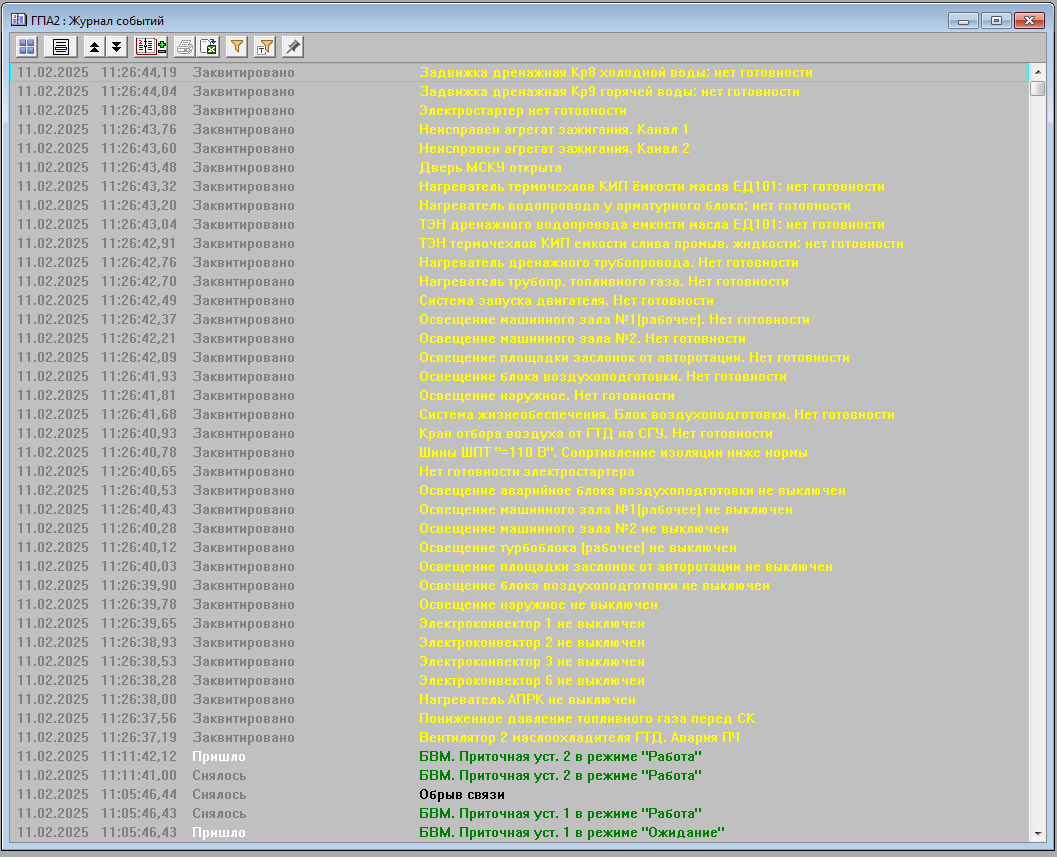 ГПА2 : Журнал событий
11.02.2025 11:26:44,19 Заквитировано Задвижка дренажная Кр8 холодной воды: нет готовности
11.02.2025 11:26:44,04 Заквитировано Задвижка дренажная Кр9 горячей воды: нет готовности
11.02.2025 11:26:43,88 Заквитировано Электростартер нет готовности
11.02.2025 11:26:43,76 Заквитировано Неисправен агрегат зажигания. Канал 1
11.02.2025 11:26:43,60 Заквитировано Неисправен агрегат зажигания. Канал 2
11.02.2025 11:26:43,48 Заквитировано Дверь МСКУ открыта
11.02.2025 11:26:43,32 Заквитировано Нагреватель термочехлов КИП ёмкости масла ЕД101: нет готовности
11.02.2025 11:26:43,20 Заквитировано Нагреватель водопровода у арматурного блока: нет готовности
11.02.2025 11:26:43,04 Заквитировано ТЭН дренажного водопровода емкости масла ЕД101: нет готовности
11.02.2025 11:26:42,91 Заквитировано ТЭН термочехлов КИП емкости слива промыв. жидкости: нет готовности
11.02.2025 11:26:42,76 Заквитировано Нагреватель дренажного трубопровода. Нет готовности
11.02.2025 11:26:42,70 Заквитировано Нагреватель трубопр. топливного газа. Нет готовности
11.02.2025 11:26:42,49 Заквитировано Система запуска двигателя. Нет готовности
11.02.2025 11:26:42,37 Заквитировано Освещение машинного зала №1(рабочее). Нет готовности
11.02.2025 11:26:42,21 Заквитировано Освещение машинного зала №2. Нет готовности
11.02.2025 11:26:42,09 Заквитировано Освещение площадки заслонок от авторотации. Нет готовности
11.02.2025 11:26:41,93 Заквитировано Освещение блока воздухоподготовки. Нет готовности
11.02.2025 11:26:41,81 Заквитировано Освещение наружное. Нет готовности
11.02.2025 11:26:41,68 Заквитировано Система жизнеобеспечения. Блок воздухоподготовки. Нет готовности
11.02.2025 11:26:40,93 Заквитировано Кран отбора воздуха от ГТД на СГУ. Нет готовности
11.02.2025 11:26:40,78 Заквитировано Шины ШПТ "=110 В". Сопртивление изоляции ниже нормы
11.02.2025 11:26:40,65 Заквитировано Нет готовности электростартера
11.02.2025 11:26:40,53 Заквитировано Освещение аварийное блока воздухоподготовки не выключен
11.02.2025 11:26:40,43 Заквитировано Освещение машинного зала №1(рабочее) не выключен
11.02.2025 11:26:40,28 Заквитировано Освещение машинного зала №2 не выключен
11.02.2025 11:26:40,12 Заквитировано Освещение турбоблока (рабочее) не выключен
11.02.2025 11:26:40,03 Заквитировано Освещение площадки заслонок от авторотации не выключен
11.02.2025 11:26:39,90 Заквитировано Освещение блока воздухоподготовки не выключен
11.02.2025 11:26:39,78 Заквитировано Освещение наружное не выключен
11.02.2025 11:26:39,65 Заквитировано Электроконвектор 1 не выключен
11.02.2025 11:26:38,93 Заквитировано Электроконвектор 2 не выключен
11.02.2025 11:26:38,53 Заквитировано Электроконвектор 3 не выключен
11.02.2025 11:26:38,28 Заквитировано Электроконвектор 6 не выключен
11.02.2025 11:26:38,00 Заквитировано Нагреватель АПРК не выключен
11.02.2025 11:26:37,56 Заквитировано Пониженное давление топливного газа перед СК
11.02.2025 11:26:37,19 Заквитировано Вентилятор 2 маслоохладителя ГТД. Авария ПЧ
11.02.2025 11:11:42,12 Пришло БВМ. Приточная уст. 2 в режиме "Работа"
11.02.2025 11:11:41,00 Снялось БВМ. Приточная уст. 2 в режиме "Работа"
11.02.2025 11:05:46,44 Снялось Обрыв связи
11.02.2025 11:05:46,43 Снялось БВМ. Приточная уст. 1 в режиме "Работа"
11.02.2025 11:05:46,43 Пришло БВМ. Приточная уст. 1 в режиме "Ожидание"